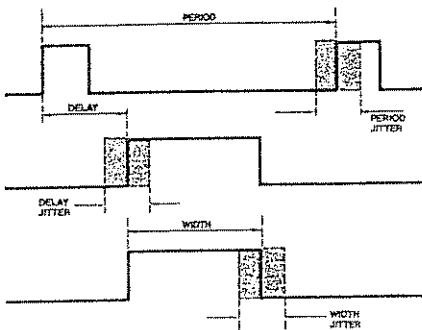 PERIOD
DELAY
PERIOD
JITTER
DELAY
JITTER
WIDTH
WIDTH
JITTER